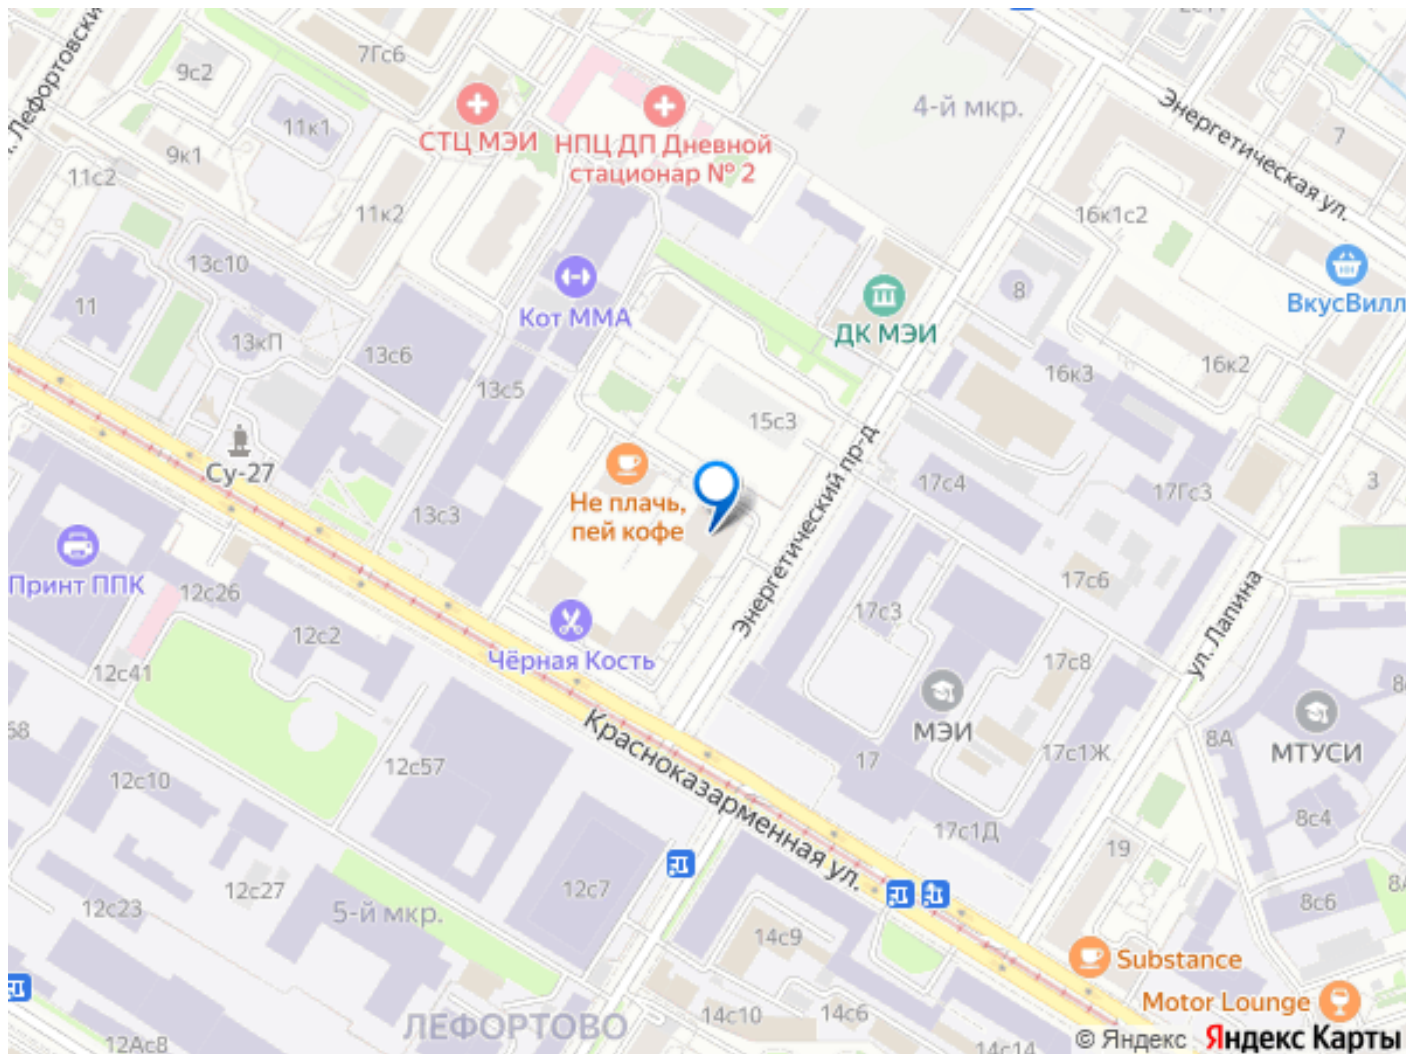 2с11
7Гс6
9с2
Лефортовски
4-й мкр.
Энергетическая ул.
11к1
СТЦ МЭИ
НПЦ ДП Дневной
стационар № 2
7
9к1
11с2
11к2
16к1с2
13с10
8
11
Кот ММА
ВкусВилл
ДК МЭИ
13кП
13с6
16к3
16к2
13с5
15с3
Су-27
17с4
17Гс3
3
Не плачь,
пей кофе
13с3
Энергетический пр-д
Принт ППК
17с6
12с26
17с3
ул. Лапина
12с2
Чёрная Кость
17с8
12с41
8
МЭИ
МТУСИ
68
Красноказарменная ул.
8А
12с57
17
17с1Ж
12с10
8с4
17с1Д
19
12с27
12с7
8А
12с23
5-й мкр.
8с6
14с9
Substance
14с10
14с6
Motor Lounge
ЛЕФОРТОВО
12Ас8
14с14
© Яндекс Яндекс Карты